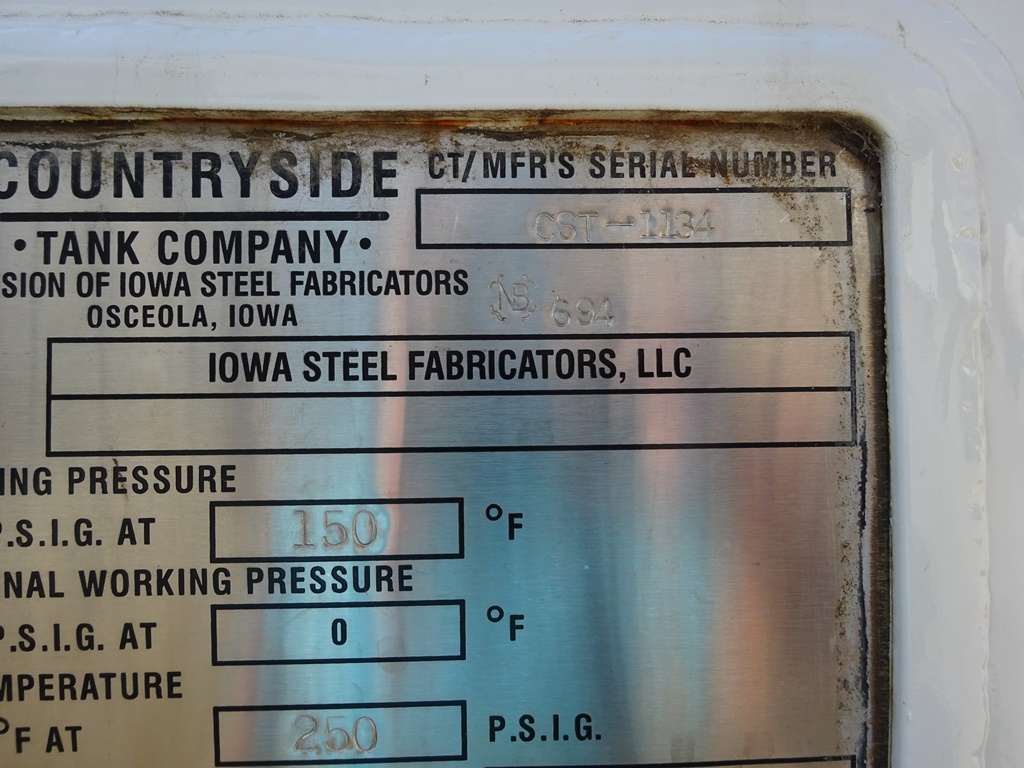 COUNTRYSIDE
CT/MFR'S SERIAL NUMBER
CST-1134
• TANK COMPANY •
SION OF IOWA STEEL FABRICATORS
OSCEOLA, IOWA
NB 694
IOWA STEEL FABRICATORS, LLC
ING PRESSURE
P.S.I.G. AT 150 °F
NAL WORKING PRESSURE
P.S.I.G. AT 0 °F
MPERATURE
°F AT 250 P.S.I.G.